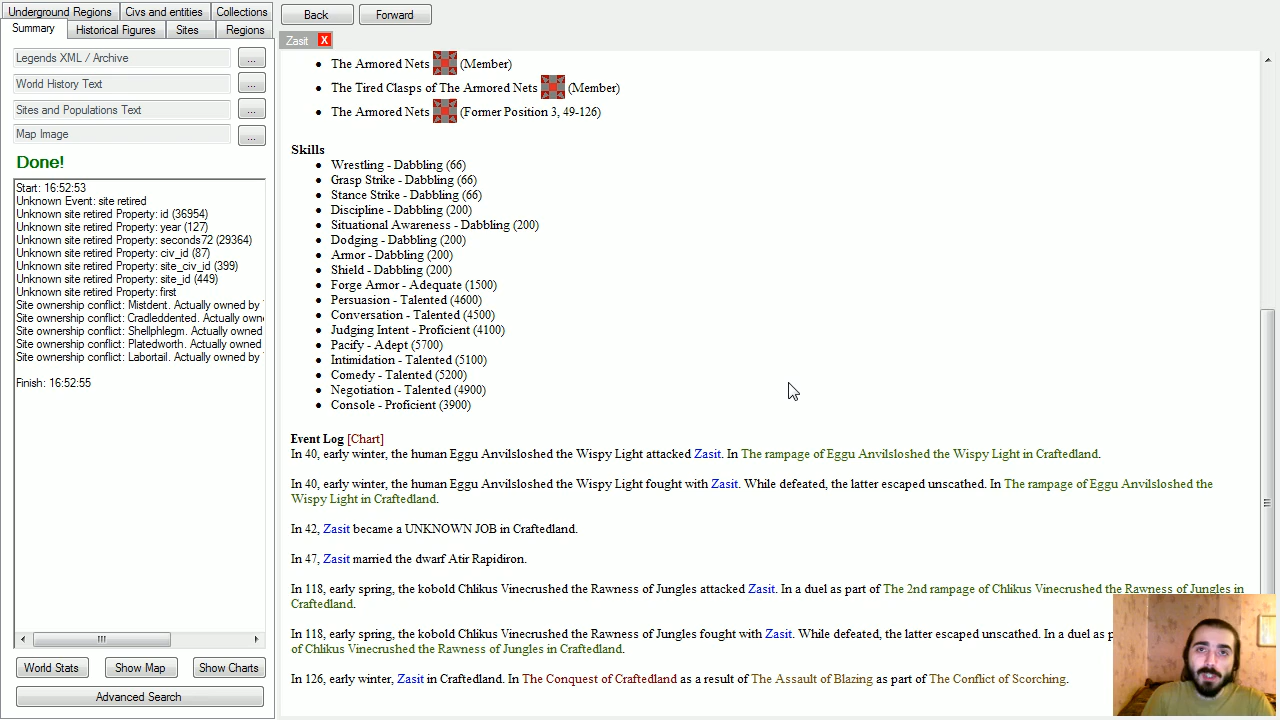 Underground Regions Civs and entities Collections
Summary Historical Figures Sites Regions
Legends XML / Archive ...
World History Text ...
Sites and Populations Text ...
Map Image ...
Done!
Start: 16:52:53
Unknown Event: site retired
Unknown site retired Property: id (36954)
Unknown site retired Property: year (127)
Unknown site retired Property: seconds72 (29364)
Unknown site retired Property: civ_id (87)
Unknown site retired Property: site_civ_id (399)
Unknown site retired Property: site_id (449)
Unknown site retired Property: first
Site ownership conflict: Mistdent. Actually owned by
Site ownership conflict: Cradledented. Actually own
Site ownership conflict: Shellphlegm. Actually owned
Site ownership conflict: Platedworth. Actually owned
Site ownership conflict: Labortail. Actually owned by
Finish: 16:52:55
World Stats Show Map Show Charts
Advanced Search
Back Forward
Zasit X
The Armored Nets (Member)
The Tired Clasps of The Armored Nets (Member)
The Armored Nets (Former Position 3, 49-126)
Skills
Wrestling - Dabbling (66)
Grasp Strike - Dabbling (66)
Stance Strike - Dabbling (66)
Discipline - Dabbling (200)
Situational Awareness - Dabbling (200)
Dodging - Dabbling (200)
Armor - Dabbling (200)
Shield - Dabbling (200)
Forge Armor - Adequate (1500)
Persuasion - Talented (4600)
Conversation - Talented (4500)
Judging Intent - Proficient (4100)
Pacify - Adept (5700)
Intimidation - Talented (5100)
Comedy - Talented (5200)
Negotiation - Talented (4900)
Console - Proficient (3900)
Event Log [Chart]
In 40, early winter, the human Eggu Anvilsloshed the Wispy Light attacked Zasit. In The rampage of Eggu Anvilsloshed the Wispy Light in Craftedland.
In 40, early winter, the human Eggu Anvilsloshed the Wispy Light fought with Zasit. While defeated, the latter escaped unscathed. In The rampage of Eggu Anvilsloshed the
Wispy Light in Craftedland.
In 42, Zasit became a UNKNOWN JOB in Craftedland.
In 47, Zasit married the dwarf Atir Rapidiron.
In 118, early spring, the kobold Chlikus Vinecrushed the Rawness of Jungles attacked Zasit. In a duel as part of The 2nd rampage of Chlikus Vinecrushed the Rawness of Jungles in
Craftedland.
In 118, early spring, the kobold Chlikus Vinecrushed the Rawness of Jungles fought with Zasit. While defeated, the latter escaped unscathed. In a duel as p
of Chlikus Vinecrushed the Rawness of Jungles in Craftedland.
In 126, early winter, Zasit in Craftedland. In The Conquest of Craftedland as a result of The Assault of Blazing as part of The Conflict of Scorching.